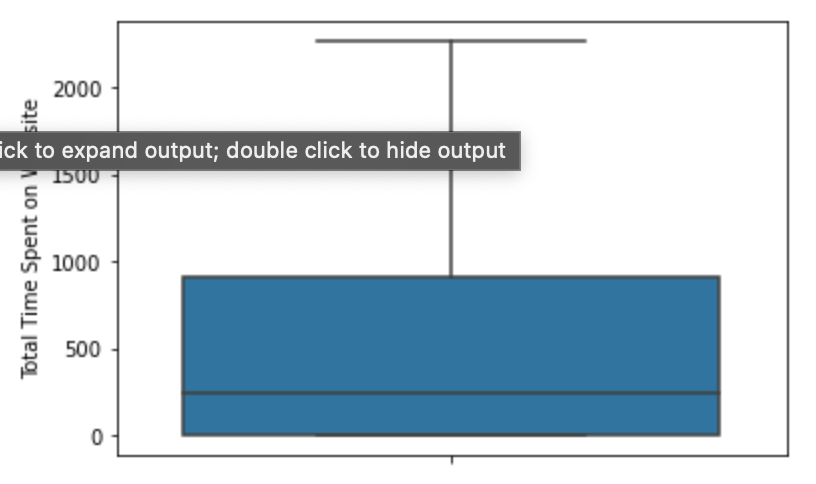 2000
ick to expand output; double click to hide output
1500
1000
500
0
Total Time Spent on W site